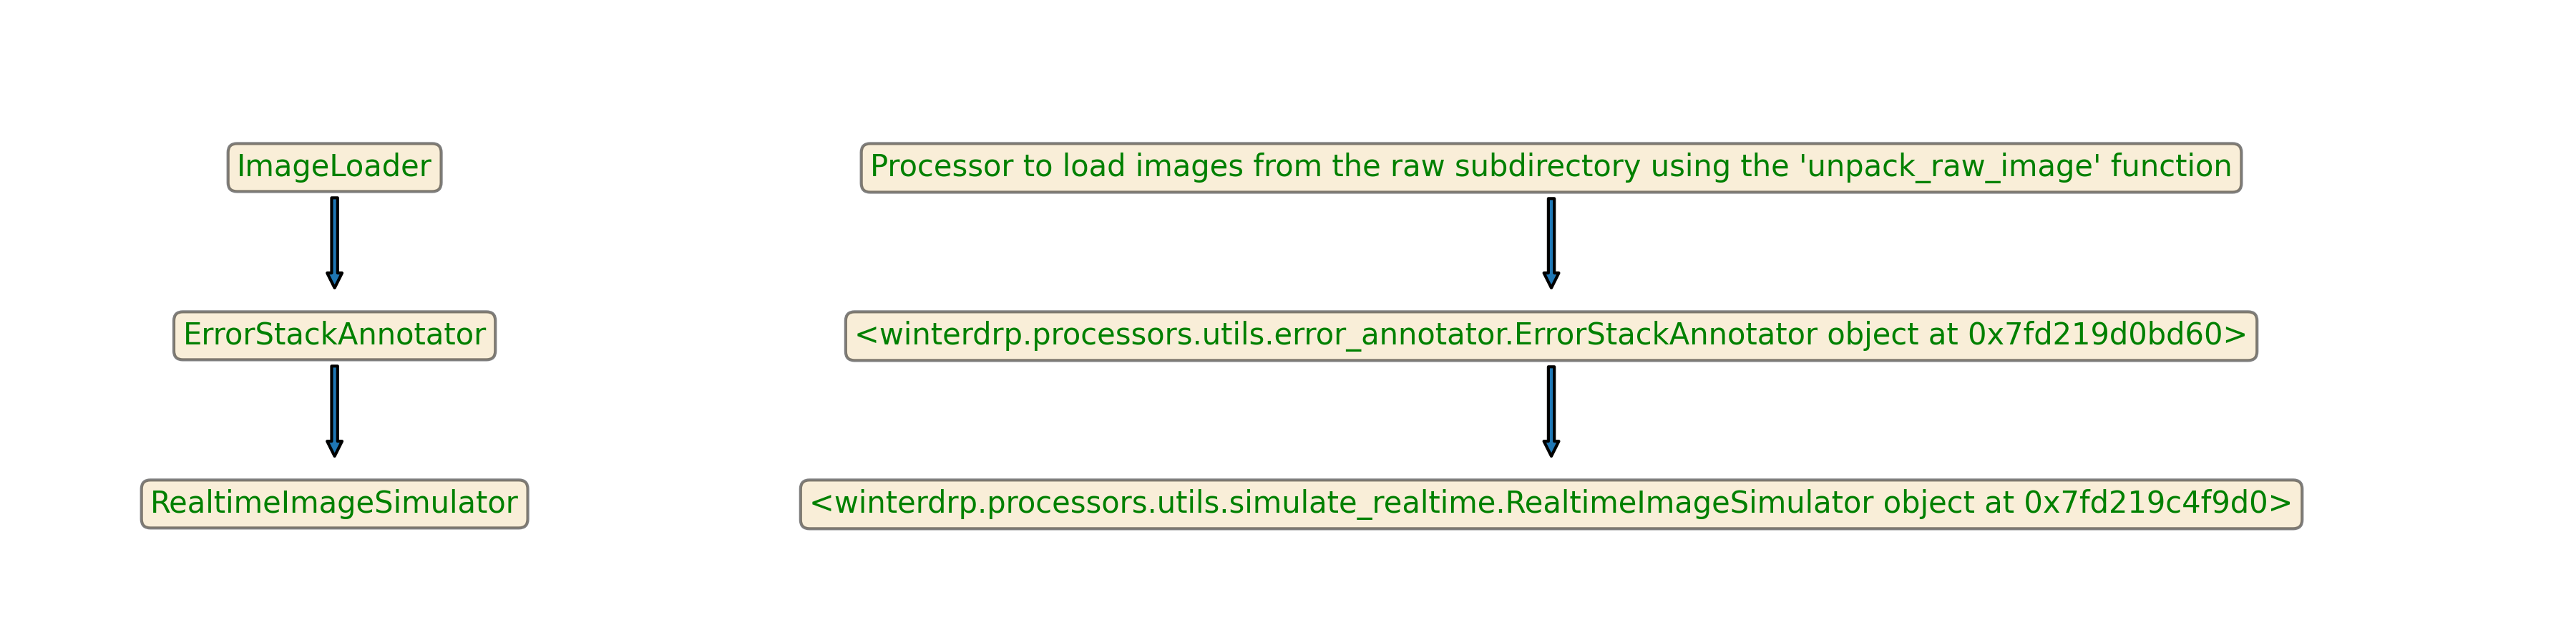 ImageLoader
Processor to load images from the raw subdirectory using the 'unpack_raw_image' function
ErrorStackAnnotator
<winterdrp.processors.utils.error_annotator.ErrorStackAnnotator object at 0x7fd219d0bd60>
RealtimeImageSimulator
<winterdrp.processors.utils.simulate_realtime.RealtimeImageSimulator object at 0x7fd219c4f9d0>